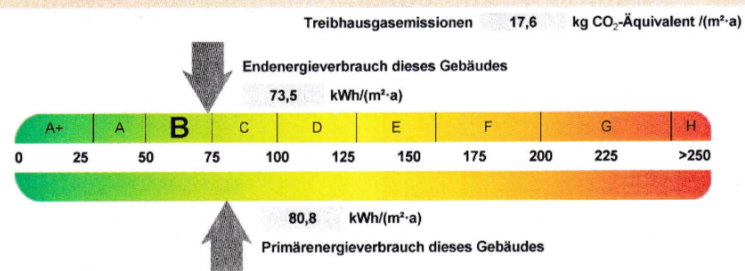 Treibhausgasemissionen 17,6 kg CO₂-Äquivalent /(m²·a)
Endenergieverbrauch dieses Gebäudes
73,5 kWh/(m²·a)
A+ A B C D E F G H
0 25 50 75 100 125 150 175 200 225 >250
80,8 kWh/(m²·a)
Primärenergieverbrauch dieses Gebäudes